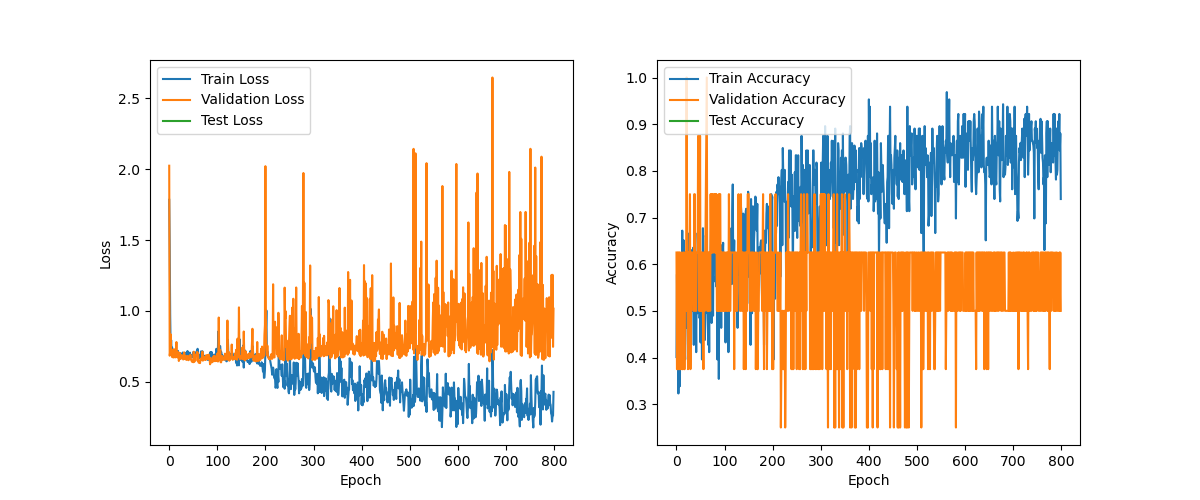 Train Loss
Validation Loss
Test Loss
2.5
2.0
1.5
1.0
0.5
Loss
0 100 200 300 400 500 600 700 800
Epoch
Train Accuracy
Validation Accuracy
Test Accuracy
1.0
0.9
0.8
0.7
0.6
0.5
0.4
0.3
Accuracy
0 100 200 300 400 500 600 700 800
Epoch